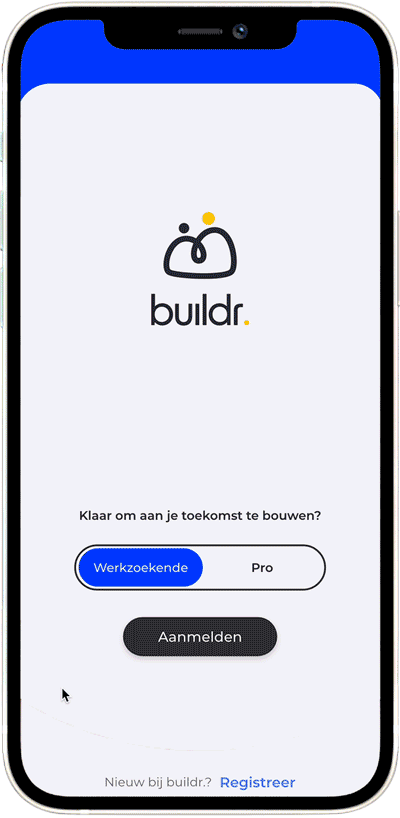 buildr.
Klaar om aan je toekomst te bouwen?
Werkzoekende Pro
Aanmelden
Nieuw bij buildr.? Registreer